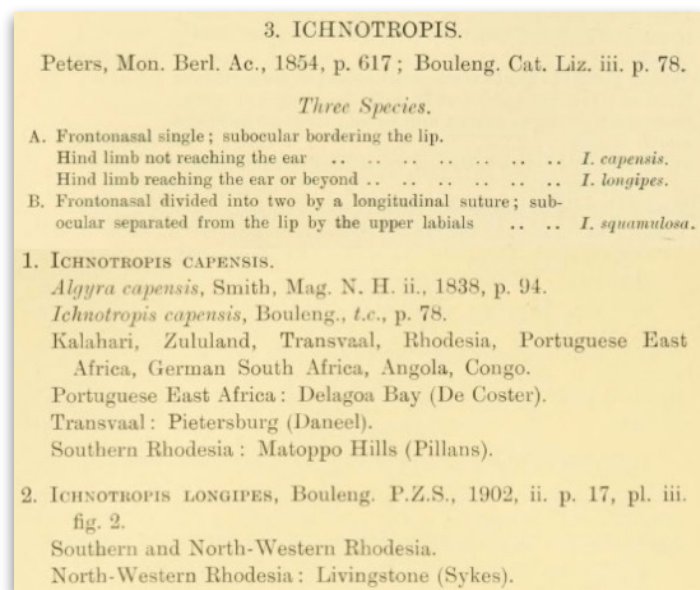 3. ICHNOTROPIS.
Peters, Mon. Berl. Ac., 1854, p. 617; Bouleng. Cat. Liz. iii. p. 78.
Three Species.
A. Frontonasal single; subocular bordering the lip.
Hind limb not reaching the ear .. .. .. .. .. .. .. I. capensis.
Hind limb reaching the ear or beyond .. .. .. .. .. .. I. longipes.
B. Frontonasal divided into two by a longitudinal suture; sub-
ocular separated from the lip by the upper labials .. .. I. squamulosa.
1. ICHNOTROPIS CAPENSIS.
Algyra capensis, Smith, Mag. N. H. ii., 1838, p. 94.
Ichnotropis capensis, Bouleng., t.c., p. 78.
Kalahari, Zululand, Transvaal, Rhodesia, Portuguese East
Africa, German South Africa, Angola, Congo.
Portuguese East Africa: Delagoa Bay (De Coster).
Transvaal: Pietersburg (Daneel).
Southern Rhodesia: Matoppo Hills (Pillans).
2. ICHNOTROPIS LONGIPES, Bouleng. P.Z.S., 1902, ii. p. 17, pl. iii.
fig. 2.
Southern and North-Western Rhodesia.
North-Western Rhodesia: Livingstone (Sykes).